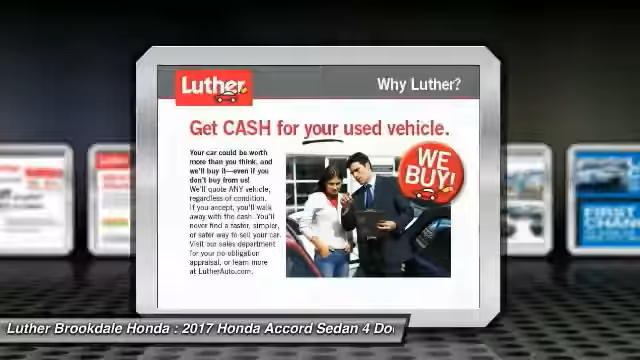 Luther
Why Luther?
Get CASH for your used vehicle.
Your car could be worth
more than you think, and
we'll buy it—even if you
don't buy from us!
We'll quote ANY vehicle,
regardless of condition.
If you accept, you'll walk
away with the cash. You'll
never find a faster, simpler,
or safer way to sell your car.
Visit our sales department
for your no-obligation
appraisal, or learn more
at LutherAuto.com.
WE
BUY!
Luther
FIRST
CHAN
Luther Brookdale Honda : 2017 Honda Accord Sedan 4 Do